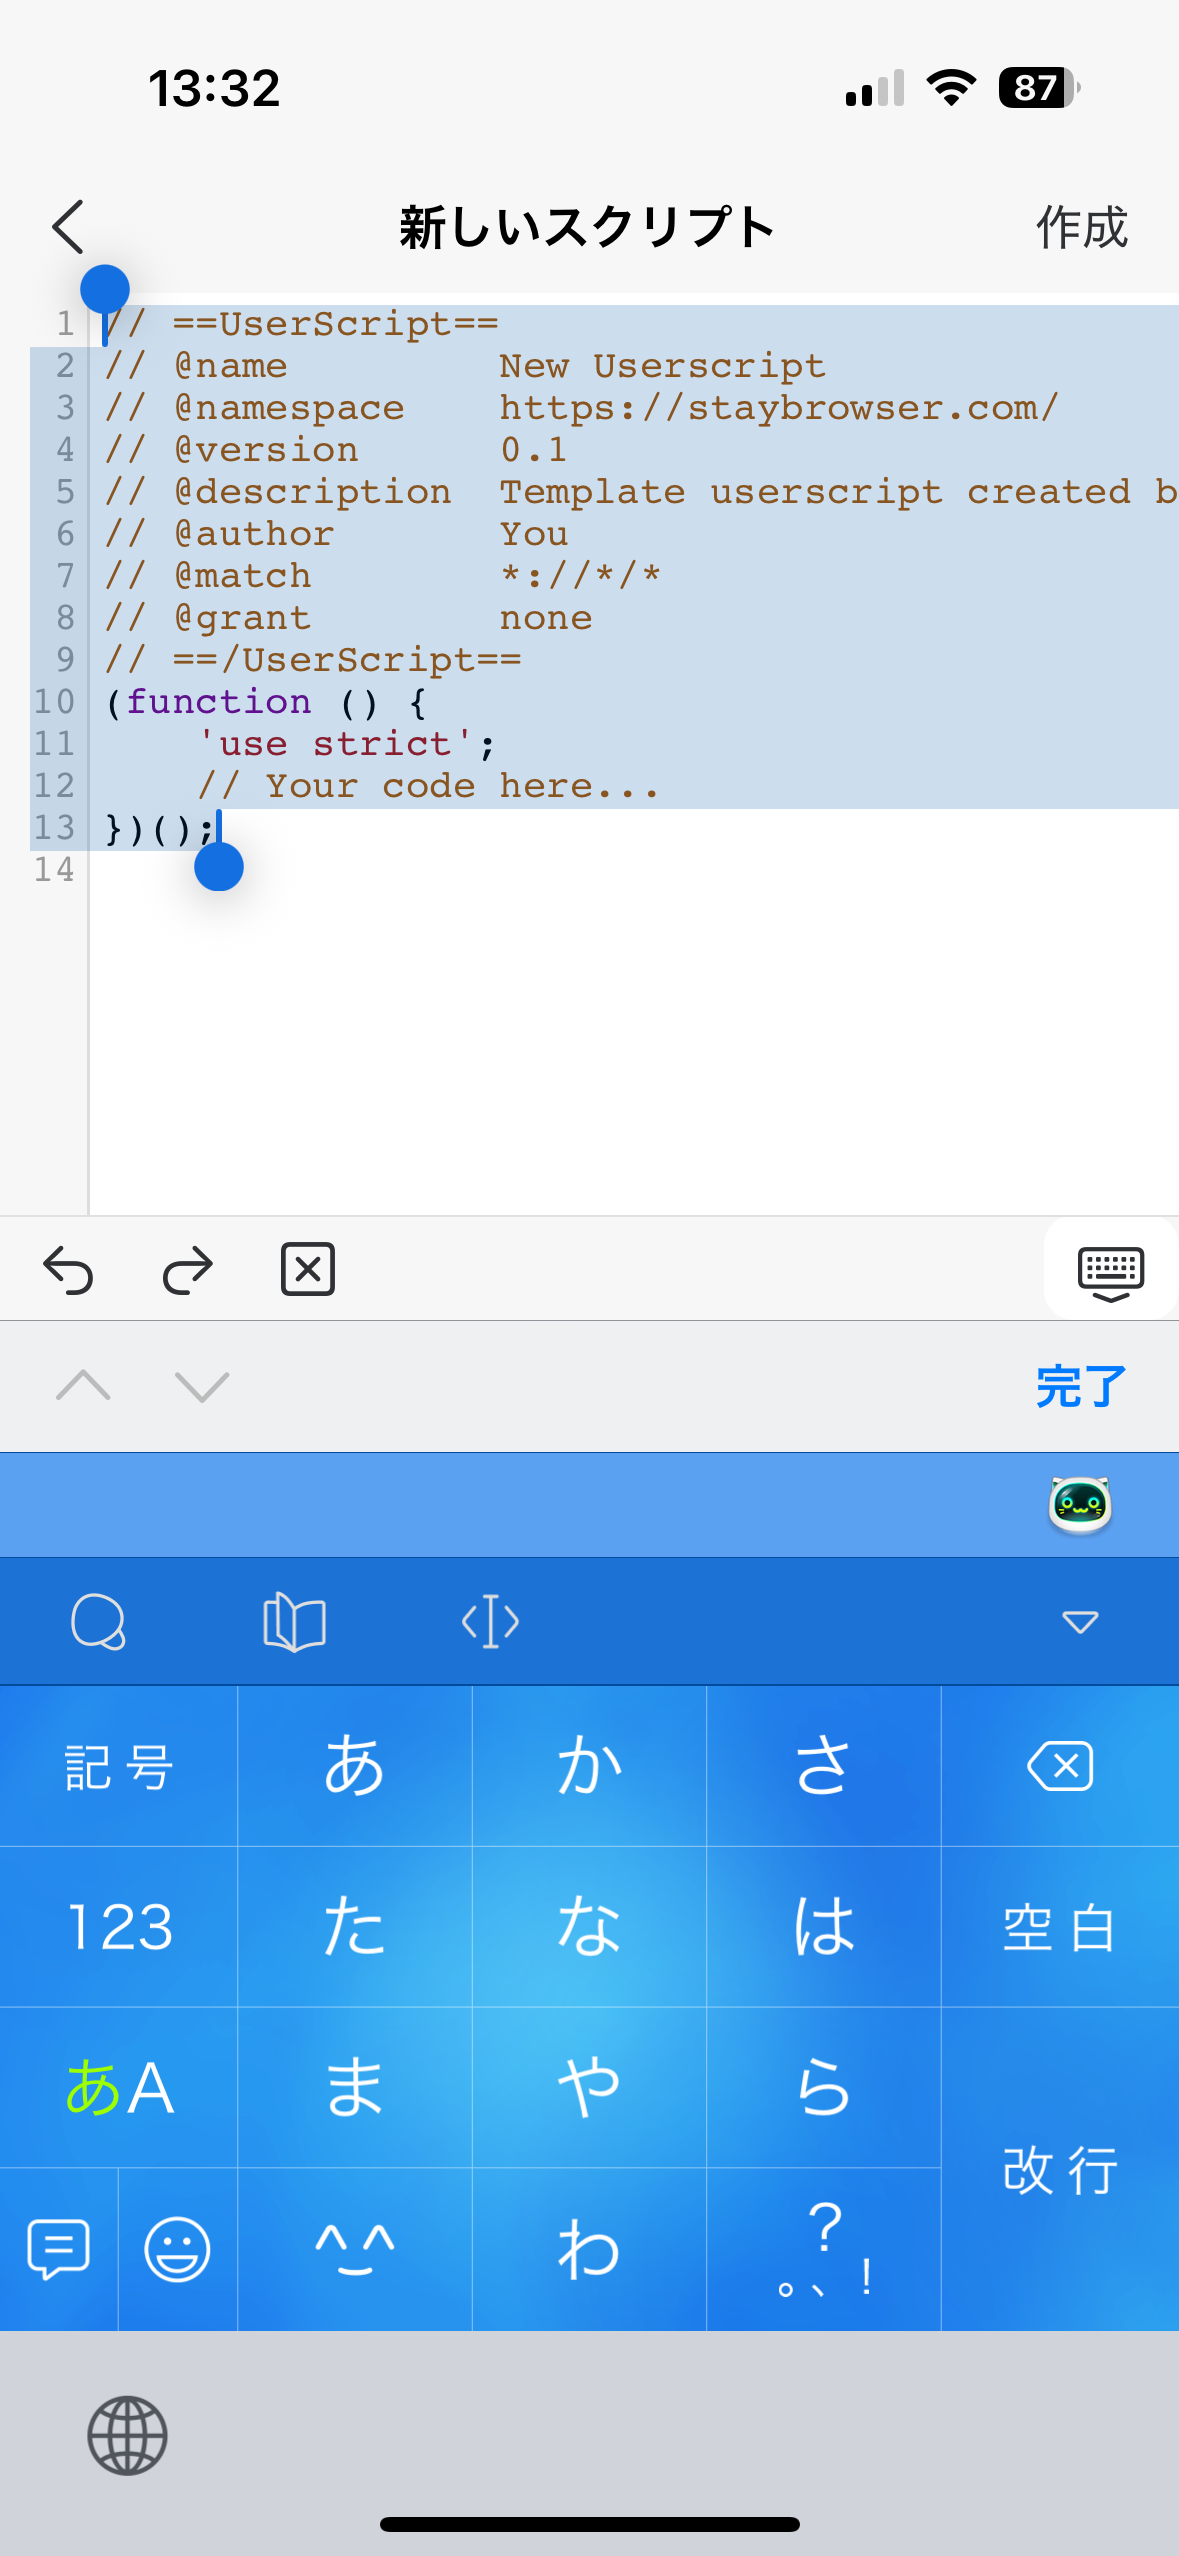 13:32
87
新しいスクリプト
作成
1 // ==UserScript==
2 // @name New Userscript
3 // @namespace https://staybrowser.com/
4 // @version 0.1
5 // @description Template userscript created b
6 // @author You
7 // @match *://*/*
8 // @grant none
9 // ==/UserScript==
10 (function () {
11 'use strict';
12 // Your code here...
13 })();
14
完了
記号 あ か さ
123 た な は 空白
あA ま や ら
改行
^_^ わ ?
。、!